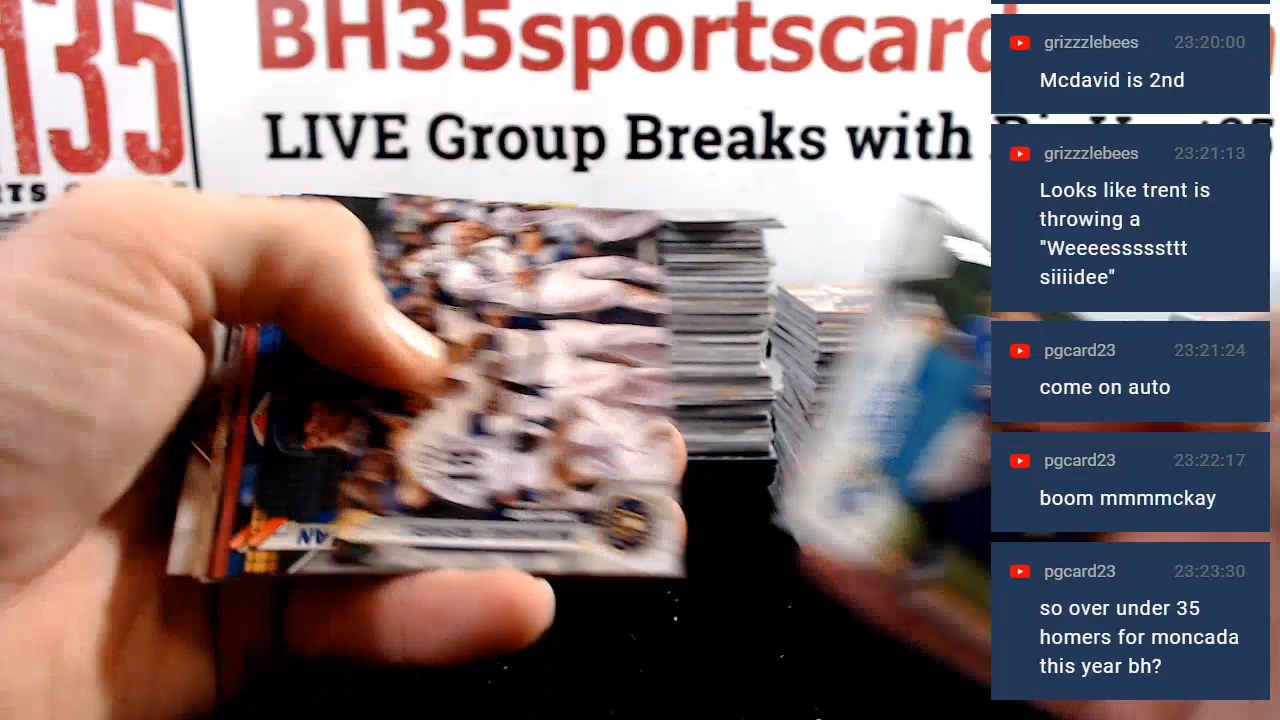 H35
RTS
BH35sportscard
LIVE Group Breaks with
grizzzlebees 23:20:00
Mcdavid is 2nd
grizzzlebees 23:21:13
Looks like trent is
throwing a
"Weeeesssssttt
siiiidee"
pgcard23 23:21:24
come on auto
pgcard23 23:22:17
boom mmmmckay
pgcard23 23:23:30
so over under 35
homers for moncada
this year bh?